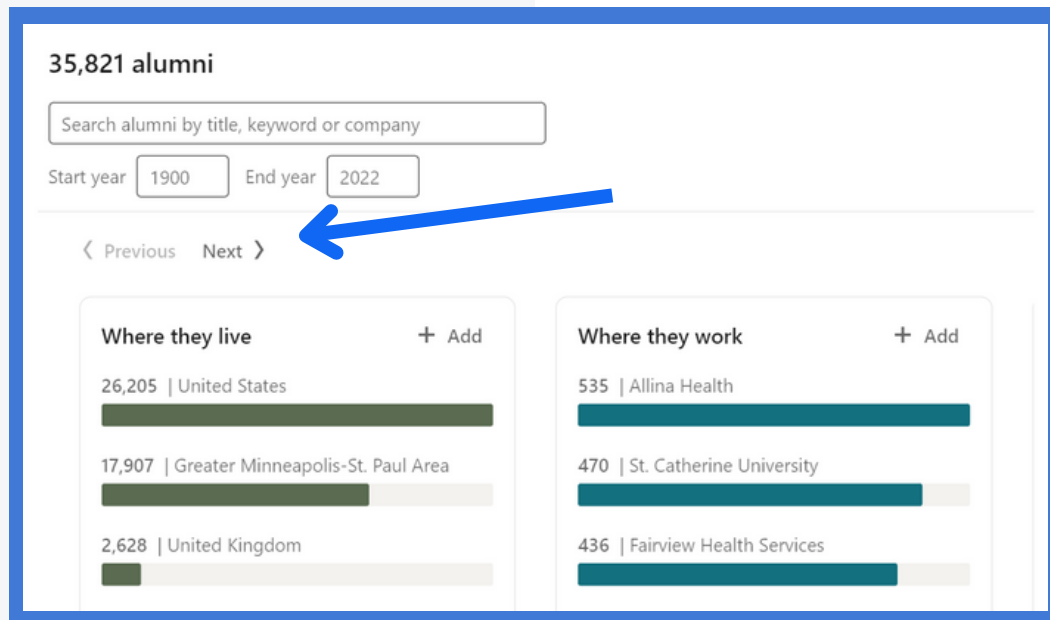 35,821 alumni
Search alumni by title, keyword or company
Start year 1900 End year 2022
Previous Next
Where they live + Add
26,205 | United States
17,907 | Greater Minneapolis-St. Paul Area
2,628 | United Kingdom
Where they work + Add
535 | Allina Health
470 | St. Catherine University
436 | Fairview Health Services